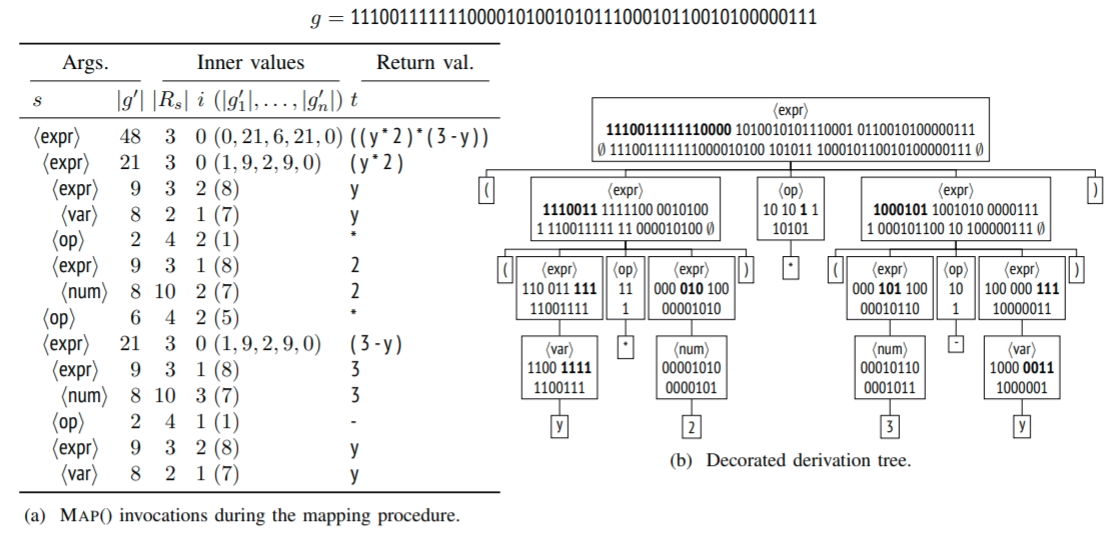 g = 111001111111000010100101011100010110010100000111
Args. Inner values Return val.
s |g′| |Rₛ| i (|g′₁|,…,|g′ₙ|) t
⟨expr⟩ 48 3 0 (0, 21, 6, 21, 0) ((y*2)*(3-y))
⟨expr⟩ 21 3 0 (1, 9, 2, 9, 0) (y*2)
⟨expr⟩ 9 3 2 (8) y
⟨var⟩ 8 2 1 (7) y
⟨op⟩ 2 4 2 (1) *
⟨expr⟩ 9 3 1 (8) 2
⟨num⟩ 8 10 2 (7) 2
⟨op⟩ 6 4 2 (5) *
⟨expr⟩ 21 3 0 (1, 9, 2, 9, 0) (3-y)
⟨expr⟩ 9 3 1 (8) 3
⟨num⟩ 8 10 3 (7) 3
⟨op⟩ 2 4 1 (1) -
⟨expr⟩ 9 3 2 (8) y
⟨var⟩ 8 2 1 (7) y
(a) MAP() invocations during the mapping procedure.
⟨expr⟩
1110011111110000 1010010101110001 0110010100000111
∅ 111001111111000010100 101011 100010110010100000111 ∅
( ⟨expr⟩ ⟨op⟩ ⟨expr⟩ )
1110011 1111100 0010100 10 10 1 1 1000101 1001010 0000111
1 110011111 11 000010100 ∅ 10101 1 000101100 10 100000111 ∅
*
( ⟨expr⟩ ⟨op⟩ ⟨expr⟩ ) ( ⟨expr⟩ ⟨op⟩ ⟨expr⟩ )
110 011 111 11 000 010 100 000 101 100 10 100 000 111
11001111 1 00001010 00010110 1 10000011
⟨var⟩ * ⟨num⟩ ⟨num⟩ - ⟨var⟩
1100 1111 00001010 00010110 1000 0011
1100111 0000101 0001011 1000001
y 2 3 y
(b) Decorated derivation tree.